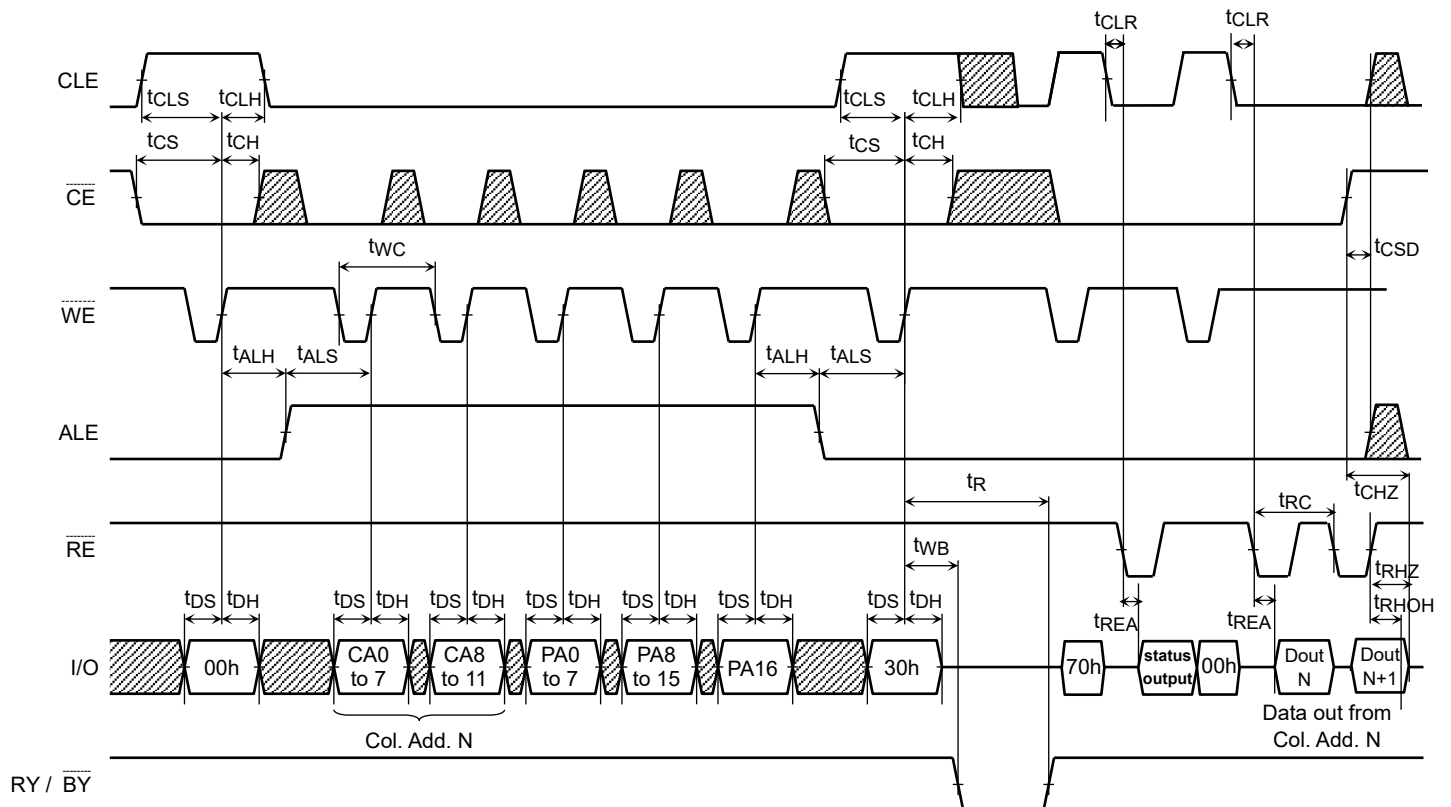 tCLR tCLR
CLE
tCLS tCLH tCLS tCLH
tCS tCH tCS tCH
CE
tWC tCSD
WE
tALH tALS tALH tALS
ALE
tR tCHZ
tRC
RE
tWB
tRHZ
tDS tDH tDS tDH tDS tDH tDS tDH tDS tDH tDS tDH tDS tDH tRHOH
tREA tREA
I/O 00h CA0 to 7 CA8 to 11 PA0 to 7 PA8 to 15 PA16 30h 70h status output 00h Dout N Dout N+1
Col. Add. N
Data out from
Col. Add. N
RY / BY